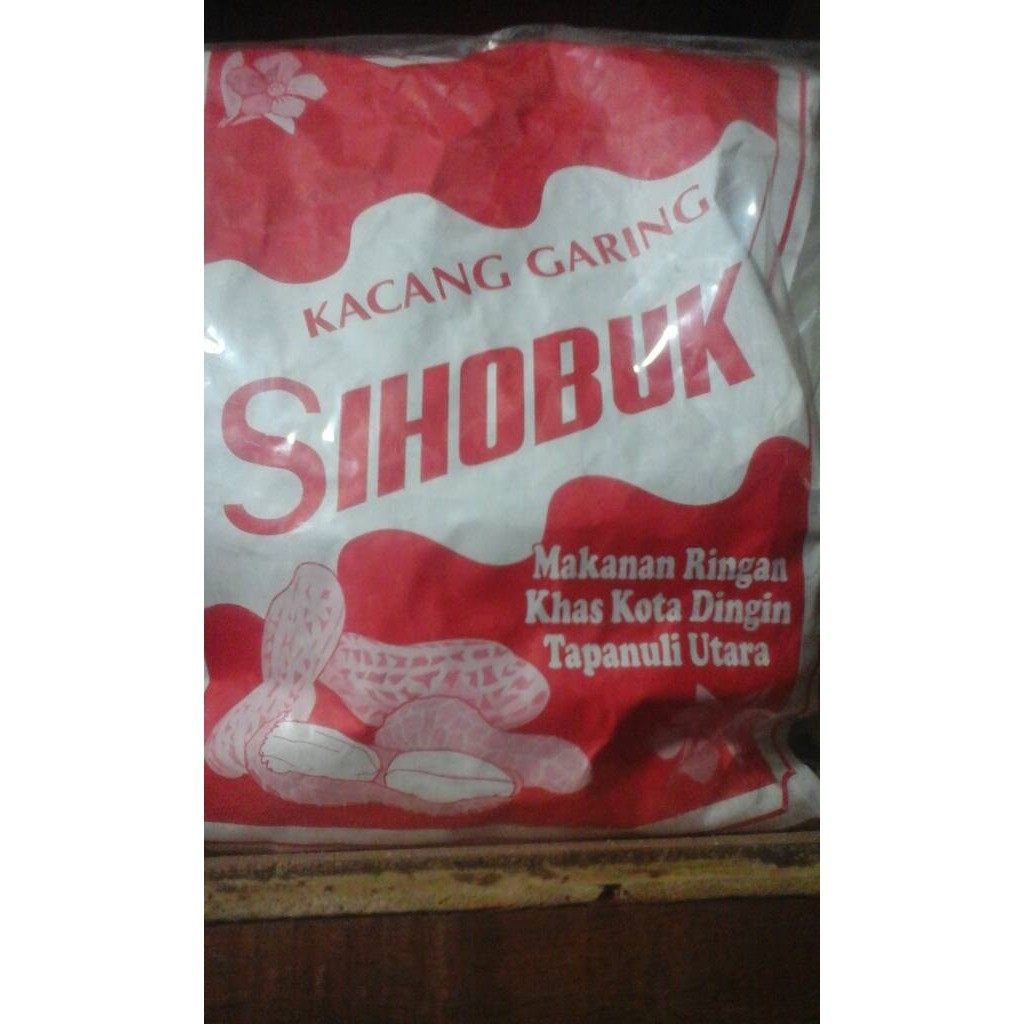 KACANG GARING
SIHOBUK
Makanan Ringan
Khas Kota Dingin
Tapanuli Utara